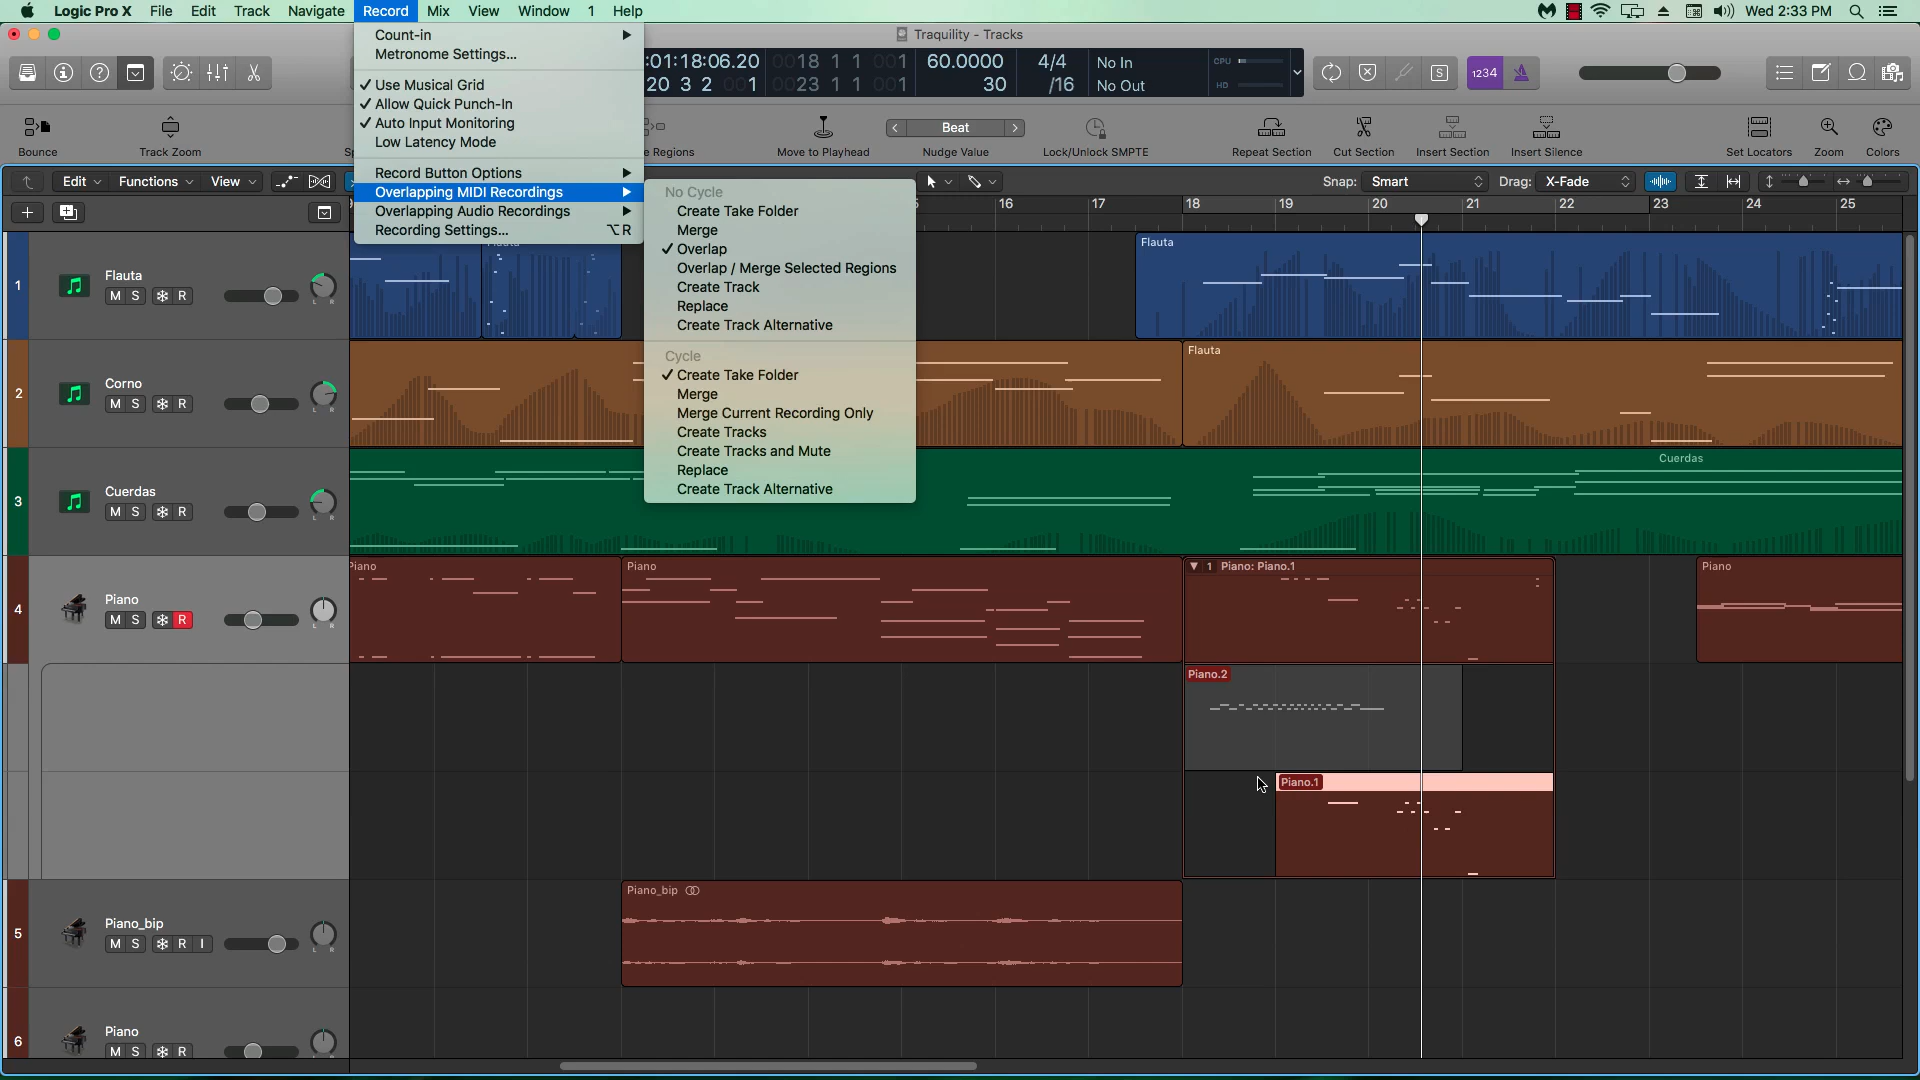 Logic Pro X File Edit Track Navigate Record Mix View Window 1 Help
Wed 2:33 PM
Traquility - Tracks
Count-in
Metronome Settings...
Use Musical Grid
Allow Quick Punch-In
Auto Input Monitoring
Low Latency Mode
Record Button Options
Overlapping MIDI Recordings
Overlapping Audio Recordings
Recording Settings... ⌥R
No Cycle
Create Take Folder
Merge
Overlap
Overlap / Merge Selected Regions
Create Track
Replace
Create Track Alternative
Cycle
Create Take Folder
Merge
Merge Current Recording Only
Create Tracks
Create Tracks and Mute
Replace
Create Track Alternative
:01:18:06.20 0018 1 1 001 60.0000 4/4 No In CPU
20 3 2 001 0023 1 1 001 30 /16 No Out HD
S 1234
Bounce Track Zoom
Move to Playhead
Beat
Nudge Value
Lock/Unlock SMPTE
Repeat Section Cut Section Insert Section Insert Silence Set Locators Zoom Colors
Edit Functions View
Snap: Smart Drag: X-Fade
16 17 18 19 20 21 22 23 24 25
1 Flauta
M S R
L R
Flauta
2 Corno
M S R
L R
Flauta
3 Cuerdas
M S R
L R
Cuerdas
4 Piano
M S R
L R
Piano
1 Piano: Piano.1
Piano
Piano.2
Piano.1
5 Piano_bip
M S R I
L R
Piano_bip
6 Piano
M S R
L R